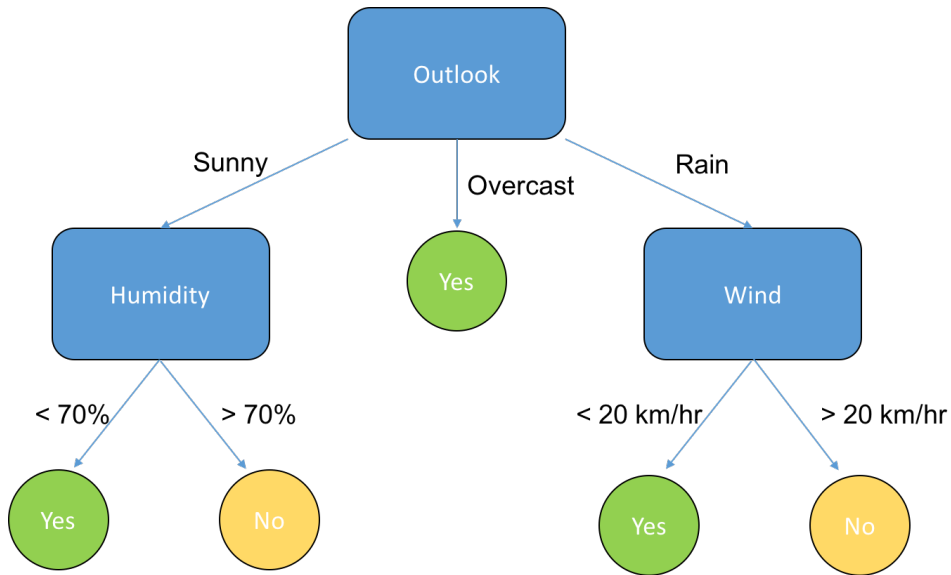 Outlook
Sunny
Overcast
Rain
Humidity
Yes
Wind
< 70%
> 70%
< 20 km/hr
> 20 km/hr
Yes
No
Yes
No